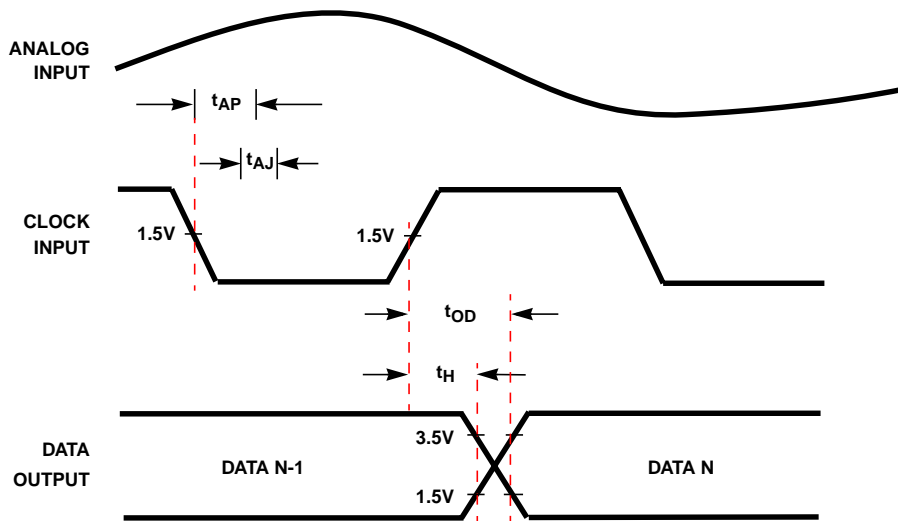 ANALOG
INPUT
tAP
tAJ
CLOCK
INPUT
1.5V
1.5V
tOD
tH
DATA
OUTPUT
DATA N-1
3.5V
1.5V
DATA N